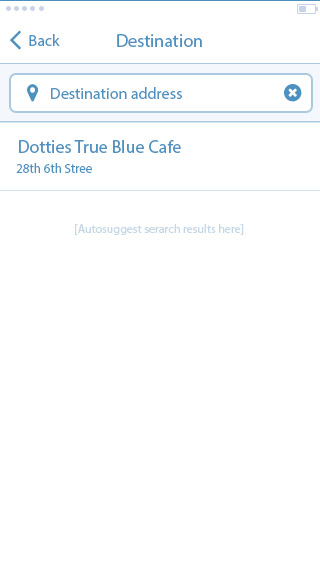 Back
Destination
Destination address
Dotties True Blue Cafe
28th 6th Stree
[Autosuggest serarch results here]